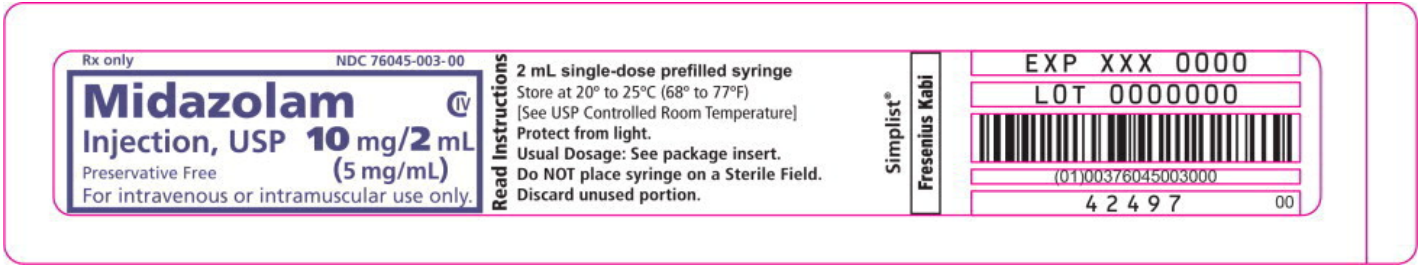 Rx only NDC 76045-003-00
Midazolam CIV
Injection, USP 10 mg/2 mL
Preservative Free (5 mg/mL)
For intravenous or intramuscular use only.
Read Instructions
2 mL single-dose prefilled syringe
Store at 20° to 25°C (68° to 77°F)
[See USP Controlled Room Temperature]
Protect from light.
Usual Dosage: See package insert.
Do NOT place syringe on a Sterile Field.
Discard unused portion.
Simplist®
Fresenius Kabi
EXP XXX 0000
LOT 0000000
(01)00376045003000
42497 00